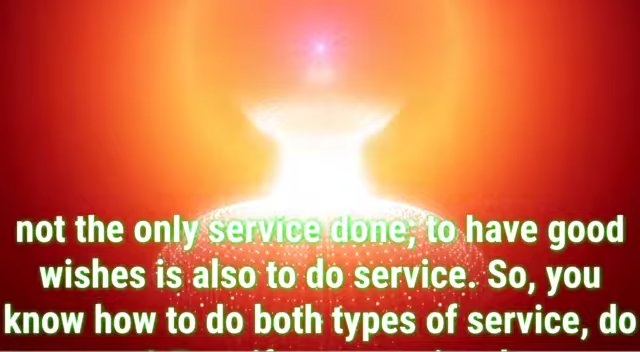 not the only service done; to have good
wishes is also to do service. So, you
know how to do both types of service, do